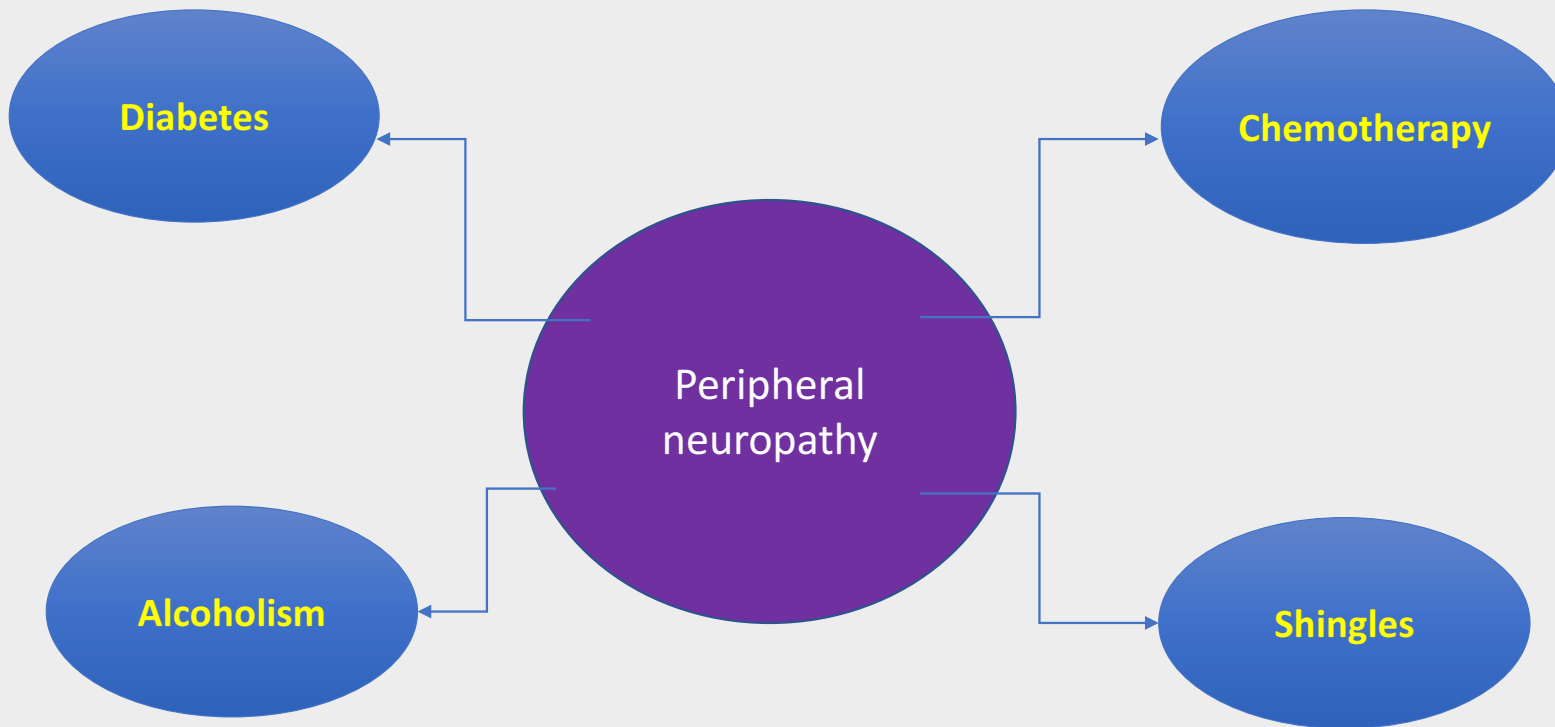 Diabetes
Chemotherapy
Peripheral
neuropathy
Alcoholism
Shingles